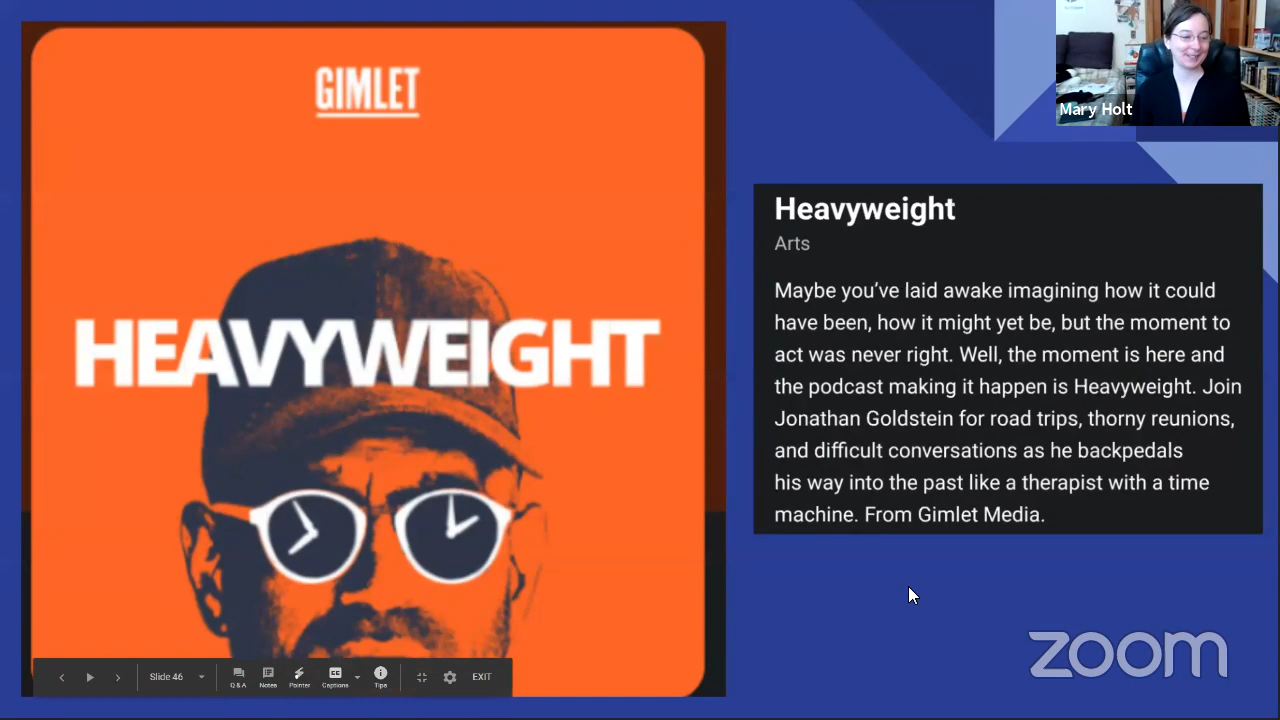 GIMLET
HEAVYWEIGHT
Mary Holt
Heavyweight
Arts
Maybe you’ve laid awake imagining how it could
have been, how it might yet be, but the moment to
act was never right. Well, the moment is here and
the podcast making it happen is Heavyweight. Join
Jonathan Goldstein for road trips, thorny reunions,
and difficult conversations as he backpedals
his way into the past like a therapist with a time
machine. From Gimlet Media.
Slide 46
Q & A
Notes
Pointer
CC
Captions
Tips
EXIT
zoom